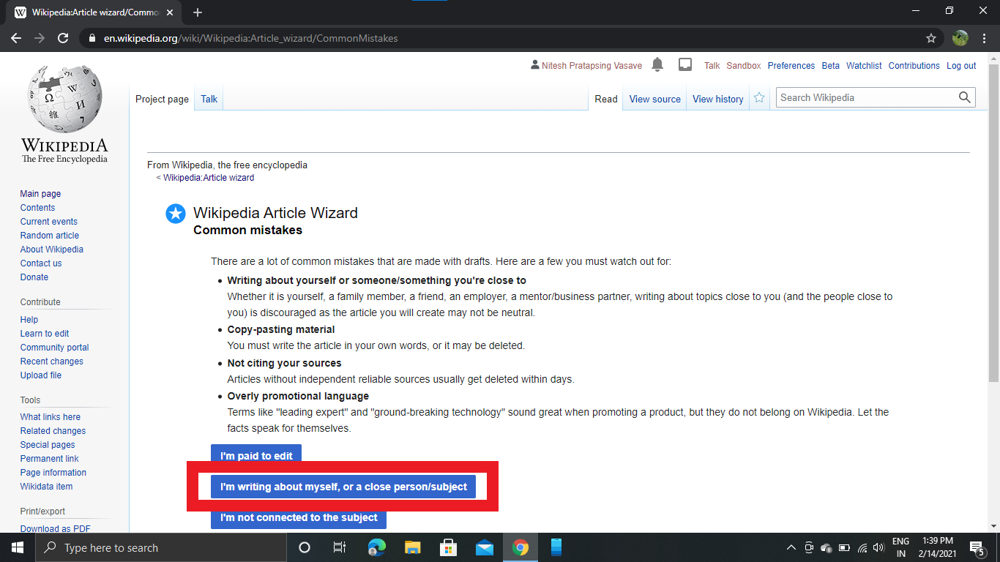 Wikipedia:Article wizard/Commo
en.wikipedia.org/wiki/Wikipedia:Article_wizard/CommonMistakes
Nitesh Pratapsing Vasave Talk Sandbox Preferences Beta Watchlist Contributions Log out
Project page Talk Read View source View history Search Wikipedia
WIKIPEDIA
The Free Encyclopedia
Main page
Contents
Current events
Random article
About Wikipedia
Contact us
Donate
Contribute
Help
Learn to edit
Community portal
Recent changes
Upload file
Tools
What links here
Related changes
Special pages
Permanent link
Page information
Wikidata item
Print/export
Download as PDF
From Wikipedia, the free encyclopedia
< Wikipedia:Article wizard
Wikipedia Article Wizard
Common mistakes
There are a lot of common mistakes that are made with drafts. Here are a few you must watch out for:
• Writing about yourself or someone/something you're close to
Whether it is yourself, a family member, a friend, an employer, a mentor/business partner, writing about topics close to you (and the people close to
you) is discouraged as the article you will create may not be neutral.
• Copy-pasting material
You must write the article in your own words, or it may be deleted.
• Not citing your sources
Articles without independent reliable sources usually get deleted within days.
• Overly promotional language
Terms like "leading expert" and "ground-breaking technology" sound great when promoting a product, but they do not belong on Wikipedia. Let the
facts speak for themselves.
I'm paid to edit
I'm writing about myself, or a close person/subject
I'm not connected to the subject
Type here to search
ENG
IN
1:39 PM
2/14/2021
5